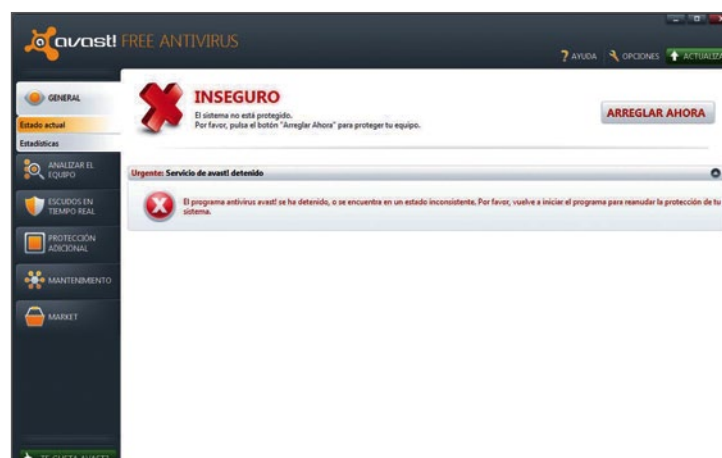 avast! FREE ANTIVIRUS
AYUDA
OPCIONES
GENERAL
INSEGURO
El sistema no está protegido.
Por favor, pulsa el botón "Arreglar Ahora" para proteger tu equipo.
ARREGLAR AHORA
Estado actual
Estadísticas
ANALIZAR EL
EQUIPO
Urgente: Servicio de avast! detenido
ESCUDOS EN
TIEMPO REAL
El programa antivirus avast! se ha detenido, o se encuentra en un estado inconsistente. Por favor, vuelve a iniciar el programa para reanudar la protección de tu
sistema.
PROTECCIÓN
ADICIONAL
MANTENIMIENTO
MARKET